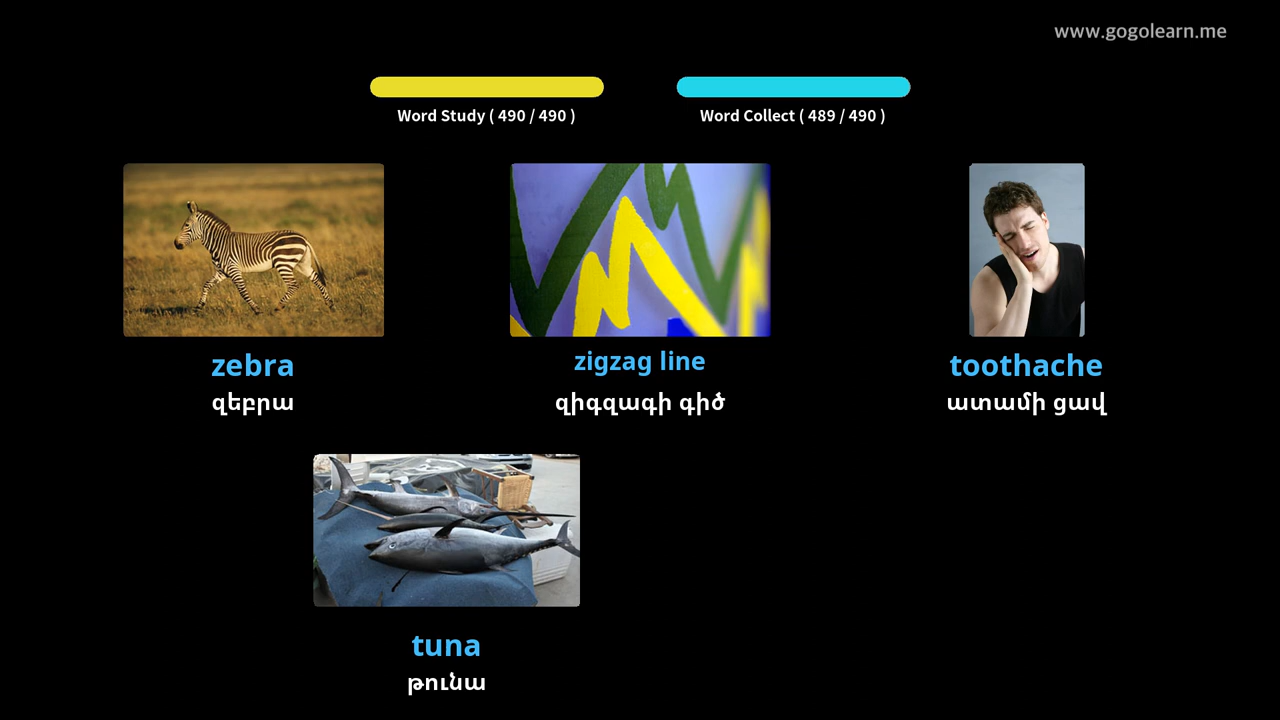 www.gogolearn.me
Word Study ( 490 / 490 )
Word Collect ( 489 / 490 )
zebra
զեբրա
zigzag line
զիգզագի գիծ
toothache
ատամի ցավ
tuna
թունա